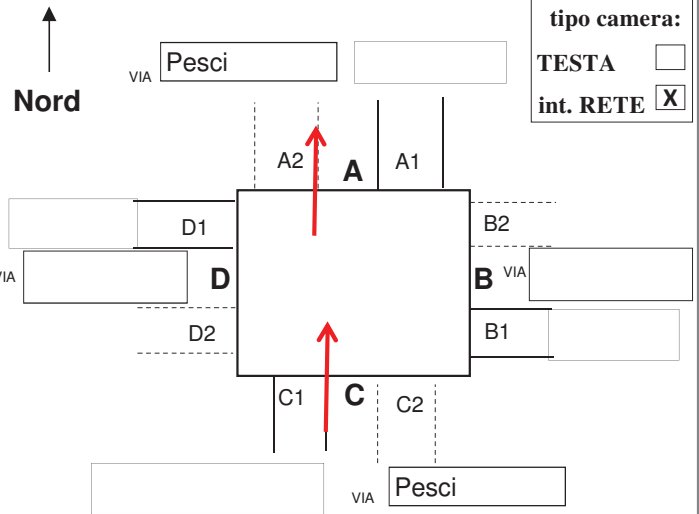 tipo camera:
TESTA
int. RETE X
Nord
VIA Pesci
A2 A A1
D1 B2
VIA D B VIA
D2 B1
C1 C C2
VIA Pesci